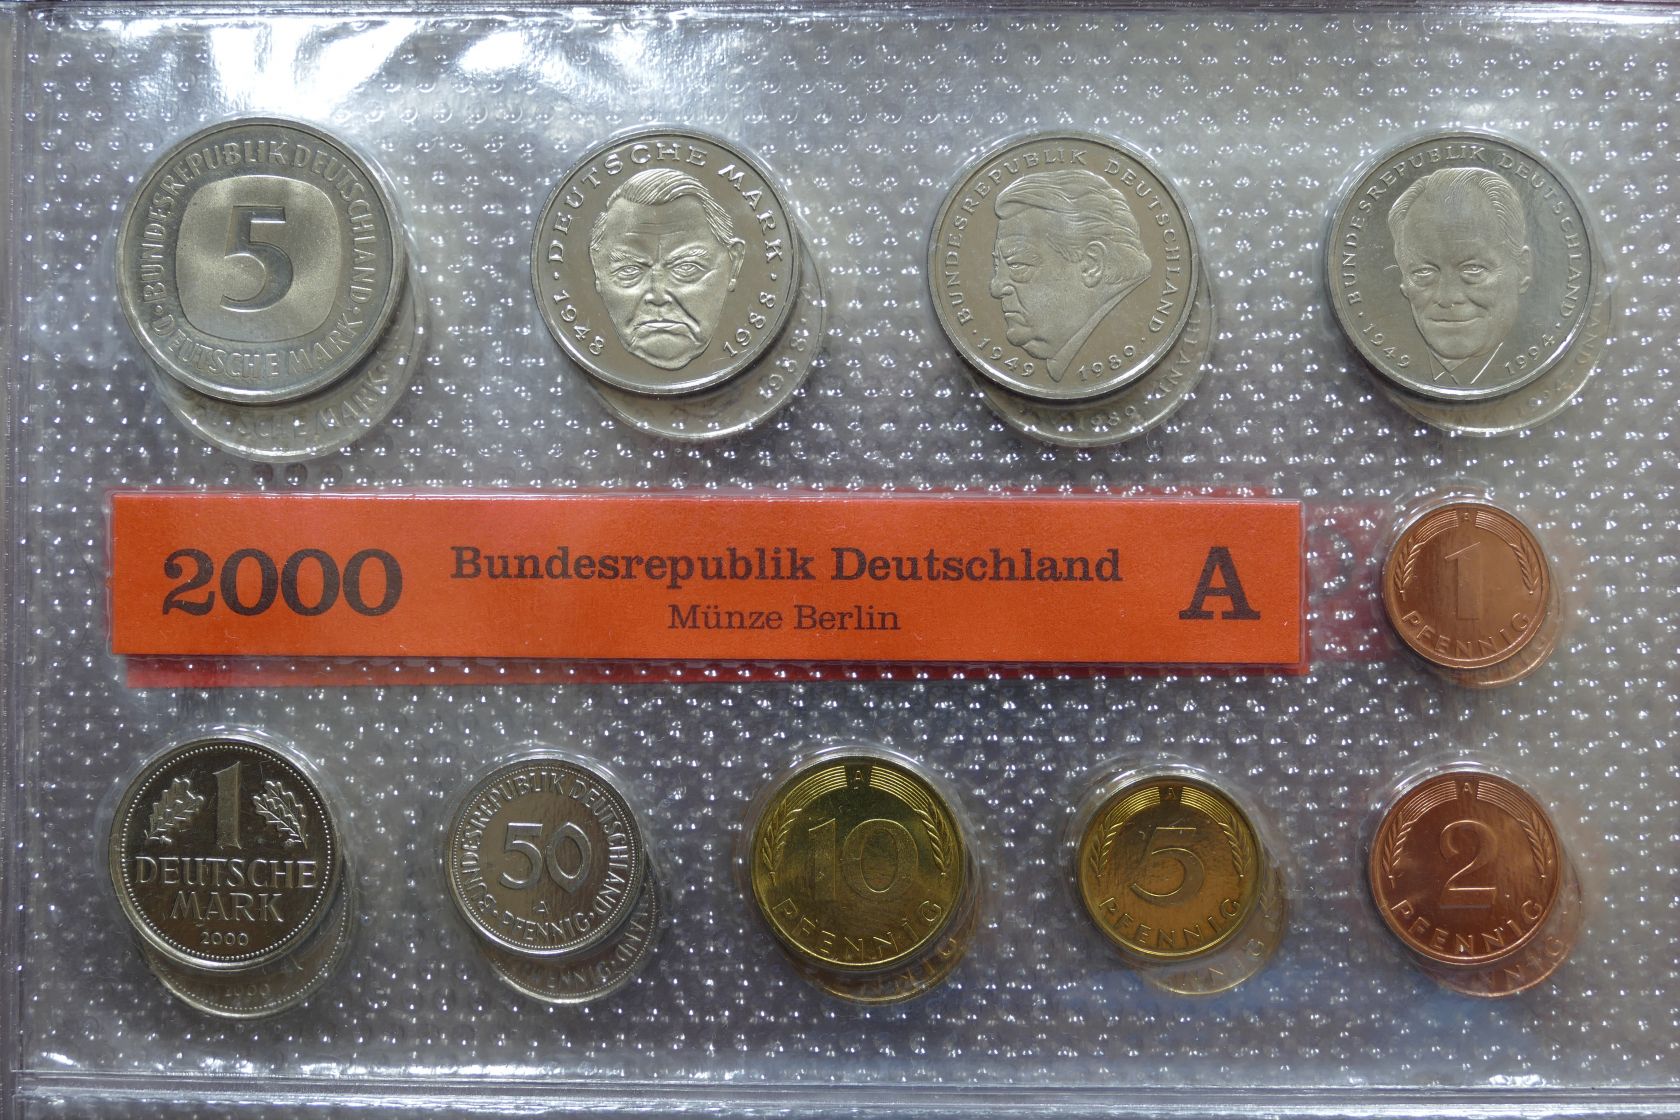 BUNDESREPUBLIK DEUTSCHLAND
5
DEUTSCHE MARK
DEUTSCHE MARK
1948 1988
BUNDESREPUBLIK DEUTSCHLAND
1949 1989
BUNDESREPUBLIK DEUTSCHLAND
1949 1994
2000 Bundesrepublik Deutschland A
Münze Berlin
A
1
PFENNIG
1
DEUTSCHE
MARK
2000
BUNDESREPUBLIK DEUTSCHLAND
50
A
PFENNIG
A
10
PFENNIG
A
5
PFENNIG
A
2
PFENNIG